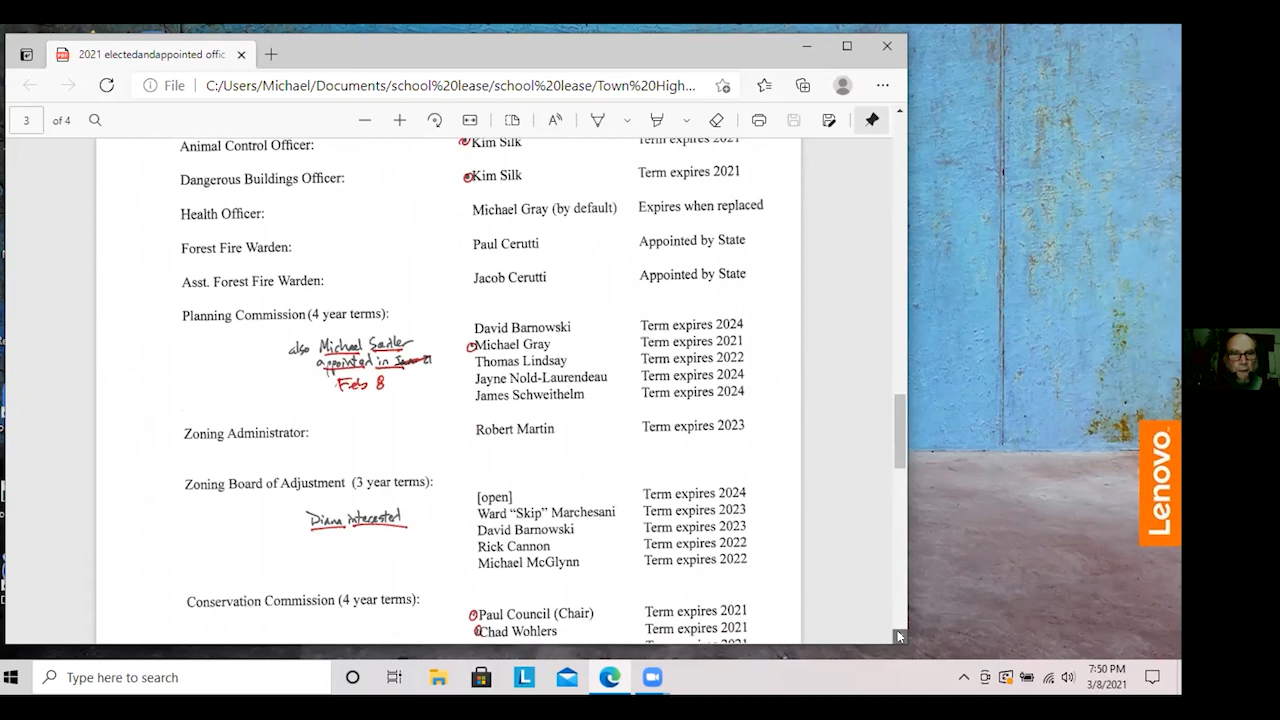 2021 electedandappointed offic
File C:/Users/Michael/Documents/school%20lease/school%20lease/Town%20High...
3 of 4
Animal Control Officer: Kim Silk Term expires 2021
Dangerous Buildings Officer: Kim Silk Term expires 2021
Health Officer: Michael Gray (by default) Expires when replaced
Forest Fire Warden: Paul Cerutti Appointed by State
Asst. Forest Fire Warden: Jacob Cerutti Appointed by State
Planning Commission (4 year terms):
David Barnowski Term expires 2024
also Michael Sadler
Michael Gray Term expires 2021
appointed in
Thomas Lindsay Term expires 2022
Feb 8
Jayne Nold-Laurendeau Term expires 2024
James Schweithelm Term expires 2024
Zoning Administrator: Robert Martin Term expires 2023
Zoning Board of Adjustment (3 year terms):
[open] Term expires 2024
Diana interested
Ward “Skip” Marchesani Term expires 2023
David Barnowski Term expires 2023
Rick Cannon Term expires 2022
Michael McGlynn Term expires 2022
Conservation Commission (4 year terms):
Paul Council (Chair) Term expires 2021
Chad Wohlers Term expires 2021
Lenovo
Type here to search
7:50 PM
3/8/2021